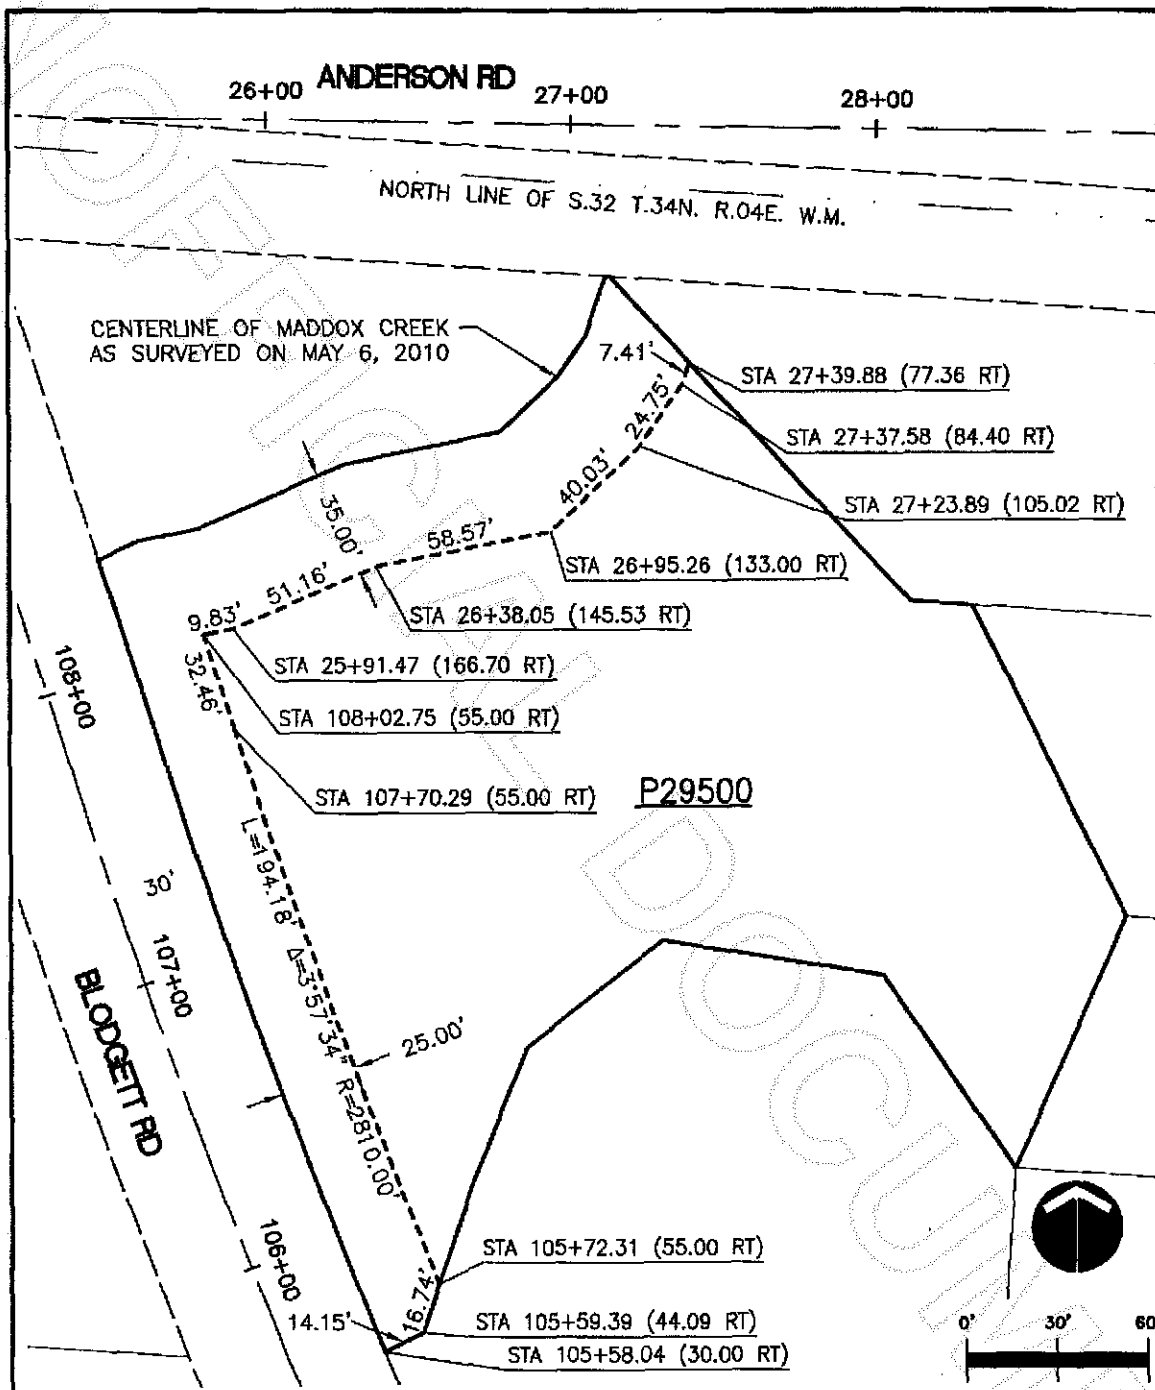 ANDERSON RD
26+00
27+00
28+00
NORTH LINE OF S.32 T.34N. R.04E. W.M.
CENTERLINE OF MADDOX CREEK
AS SURVEYED ON MAY 6, 2010
7.41'
STA 27+39.88 (77.36 RT)
24.75'
STA 27+37.58 (84.40 RT)
40.03'
STA 27+23.89 (105.02 RT)
35.00'
58.57'
STA 26+95.26 (133.00 RT)
51.16'
9.83'
STA 26+38.05 (145.53 RT)
STA 25+91.47 (166.70 RT)
32.46'
108+00
STA 108+02.75 (55.00 RT)
STA 107+70.29 (55.00 RT)
P29500
L=194.18' Δ=3°57'34" R=2810.00'
30'
107+00
BLODGETT RD
25.00'
106+00
STA 105+72.31 (55.00 RT)
16.74'
14.15'
STA 105+59.39 (44.09 RT)
STA 105+58.04 (30.00 RT)
0'
30'
60
UNOFFICIAL DOCUMENT